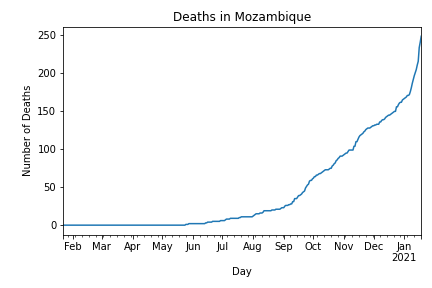 Deaths in Mozambique
250
200
150
100
50
0
Number of Deaths
Feb Mar Apr May Jun Jul Aug Sep Oct Nov Dec Jan
2021
Day